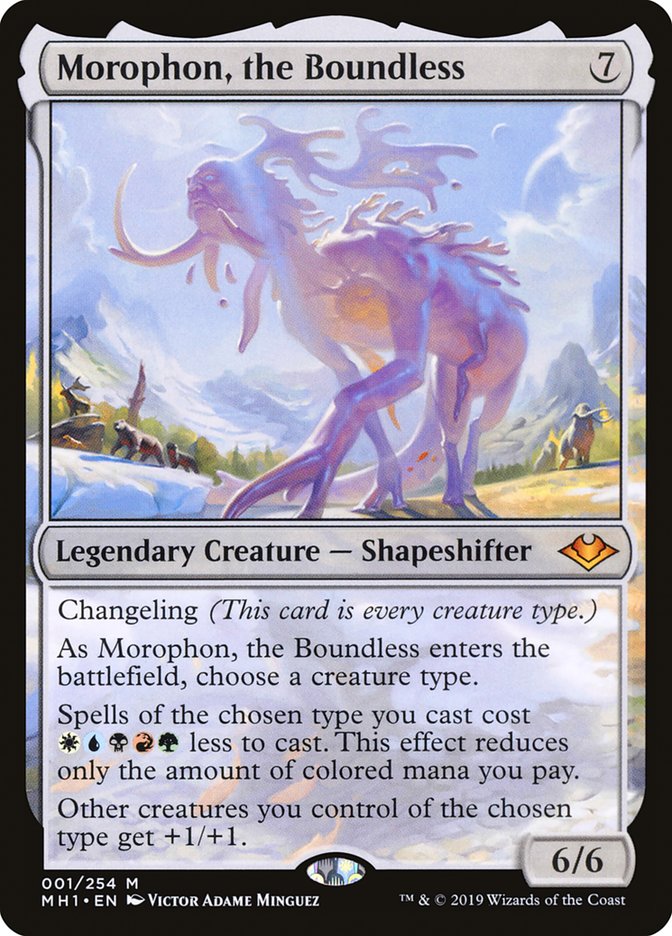 Morophon, the Boundless 7
Legendary Creature — Shapeshifter
Changeling (This card is every creature type.)
As Morophon, the Boundless enters the
battlefield, choose a creature type.
Spells of the chosen type you cast cost
less to cast. This effect reduces
only the amount of colored mana you pay.
Other creatures you control of the chosen
type get +1/+1.
6/6
001/254 M
MH1 • EN Victor Adame Minguez
™ & © 2019 Wizards of the Coast